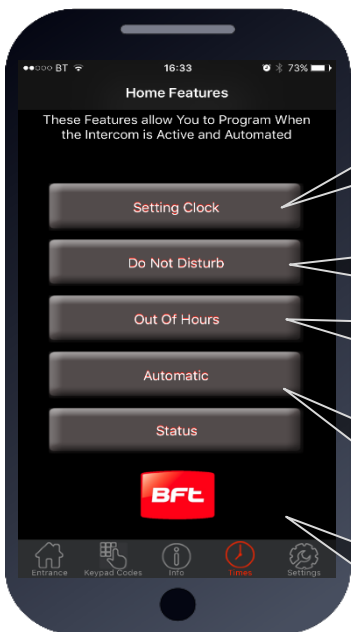 BT 16:33 73%
Home Features
These Features allow You to Program When
the Intercom is Active and Automated
Setting Clock
Do Not Disturb
Out Of Hours
Automatic
Status
BFt
Entrance Keypad Codes Info Times Settings